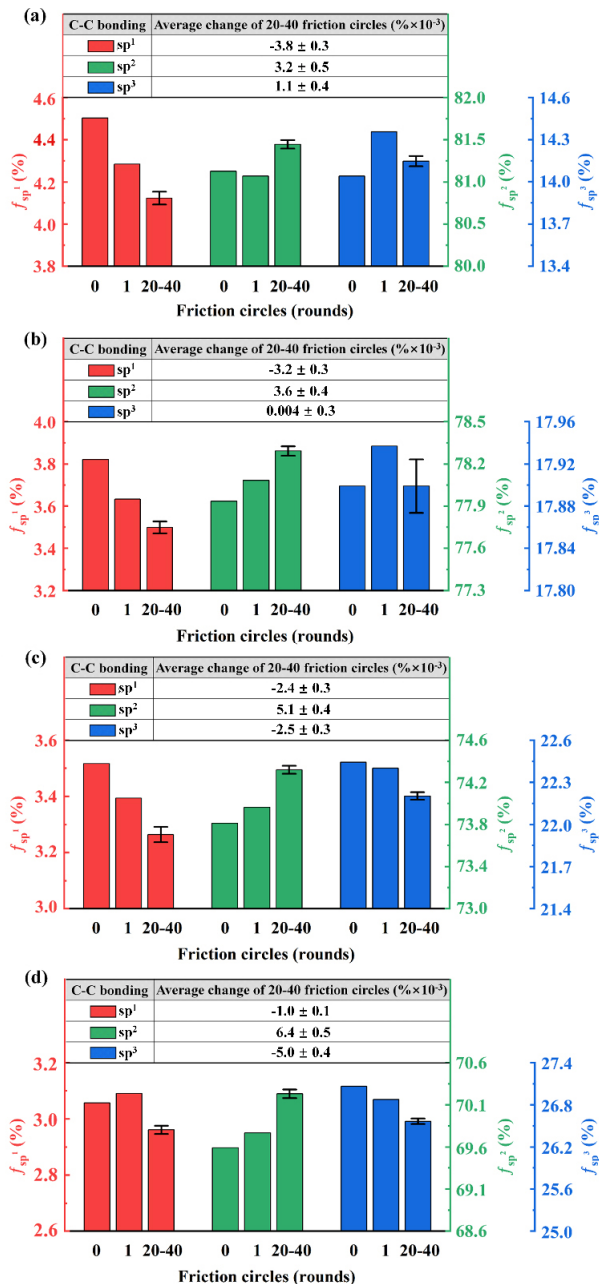 (a)
C-C bonding Average change of 20-40 friction circles (%×10⁻³)
sp¹ -3.8 ± 0.3
sp² 3.2 ± 0.5
sp³ 1.1 ± 0.4
4.6 82.0 14.6
4.4 81.5 14.3
4.2 81.0 14.0
4.0 80.5 13.7
3.8 80.0 13.4
f sp¹ (%)
f sp² (%)
f sp³ (%)
0 1 20-40 0 1 20-40 0 1 20-40
Friction circles (rounds)
(b)
C-C bonding Average change of 20-40 friction circles (%×10⁻³)
sp¹ -3.2 ± 0.3
sp² 3.6 ± 0.4
sp³ 0.004 ± 0.3
4.0 78.5 17.96
3.8 78.2 17.92
3.6 77.9 17.88
3.4 77.6 17.84
3.2 77.3 17.80
f sp¹ (%)
f sp² (%)
f sp³ (%)
0 1 20-40 0 1 20-40 0 1 20-40
Friction circles (rounds)
(c)
C-C bonding Average change of 20-40 friction circles (%×10⁻³)
sp¹ -2.4 ± 0.3
sp² 5.1 ± 0.4
sp³ -2.5 ± 0.3
3.6 74.6 22.6
3.4 74.2 22.3
3.2 73.8 22.0
3.0 73.4 21.7
73.0 21.4
f sp¹ (%)
f sp² (%)
f sp³ (%)
0 1 20-40 0 1 20-40 0 1 20-40
Friction circles (rounds)
(d)
C-C bonding Average change of 20-40 friction circles (%×10⁻³)
sp¹ -1.0 ± 0.1
sp² 6.4 ± 0.5
sp³ -5.0 ± 0.4
3.2 70.6 27.4
3.0 70.1 26.8
2.8 69.6 26.2
2.6 69.1 25.6
68.6 25.0
f sp¹ (%)
f sp² (%)
f sp³ (%)
0 1 20-40 0 1 20-40 0 1 20-40
Friction circles (rounds)